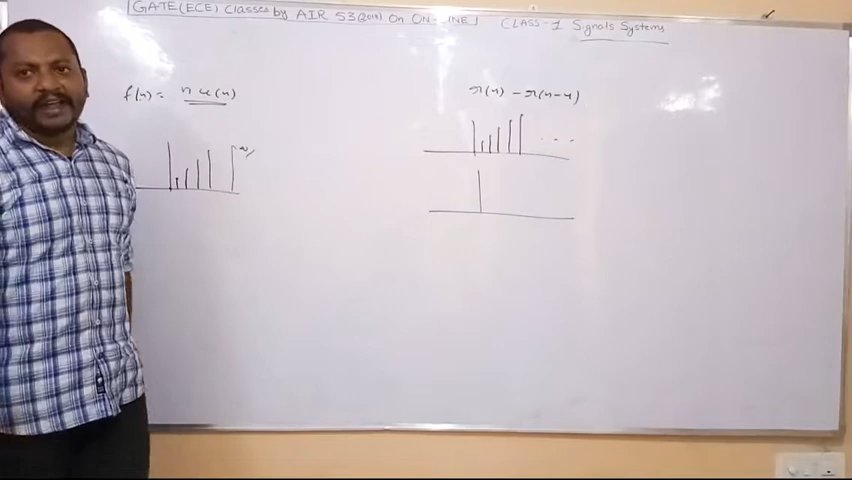 GATE(ECE) Classes by AIR 53(2014) On ON-LINE CLASS-1 Signals Systems
f(n) = n u(n)
r(n) - r(n-4)
∞
. . . .